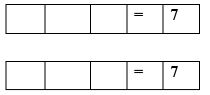 = 7
= 7